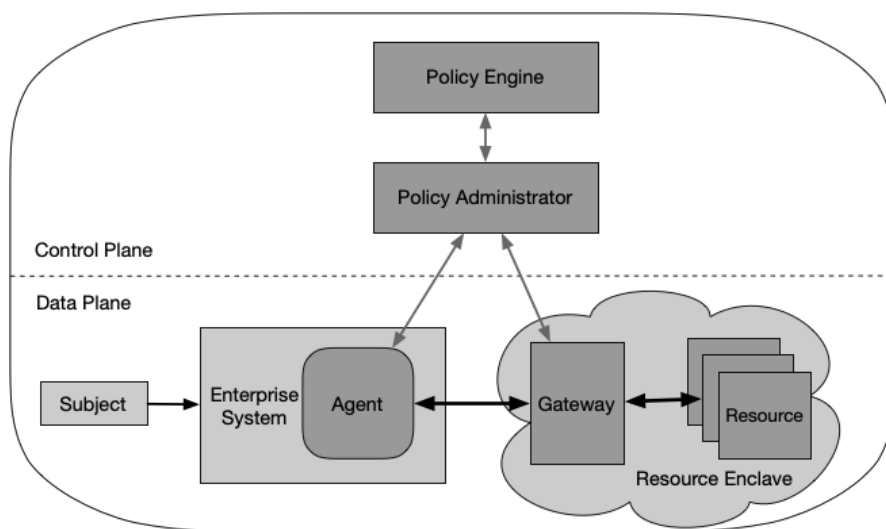 Policy Engine
Policy Administrator
Control Plane
Data Plane
Subject
Enterprise
System
Agent
Gateway
Resource
Resource Enclave